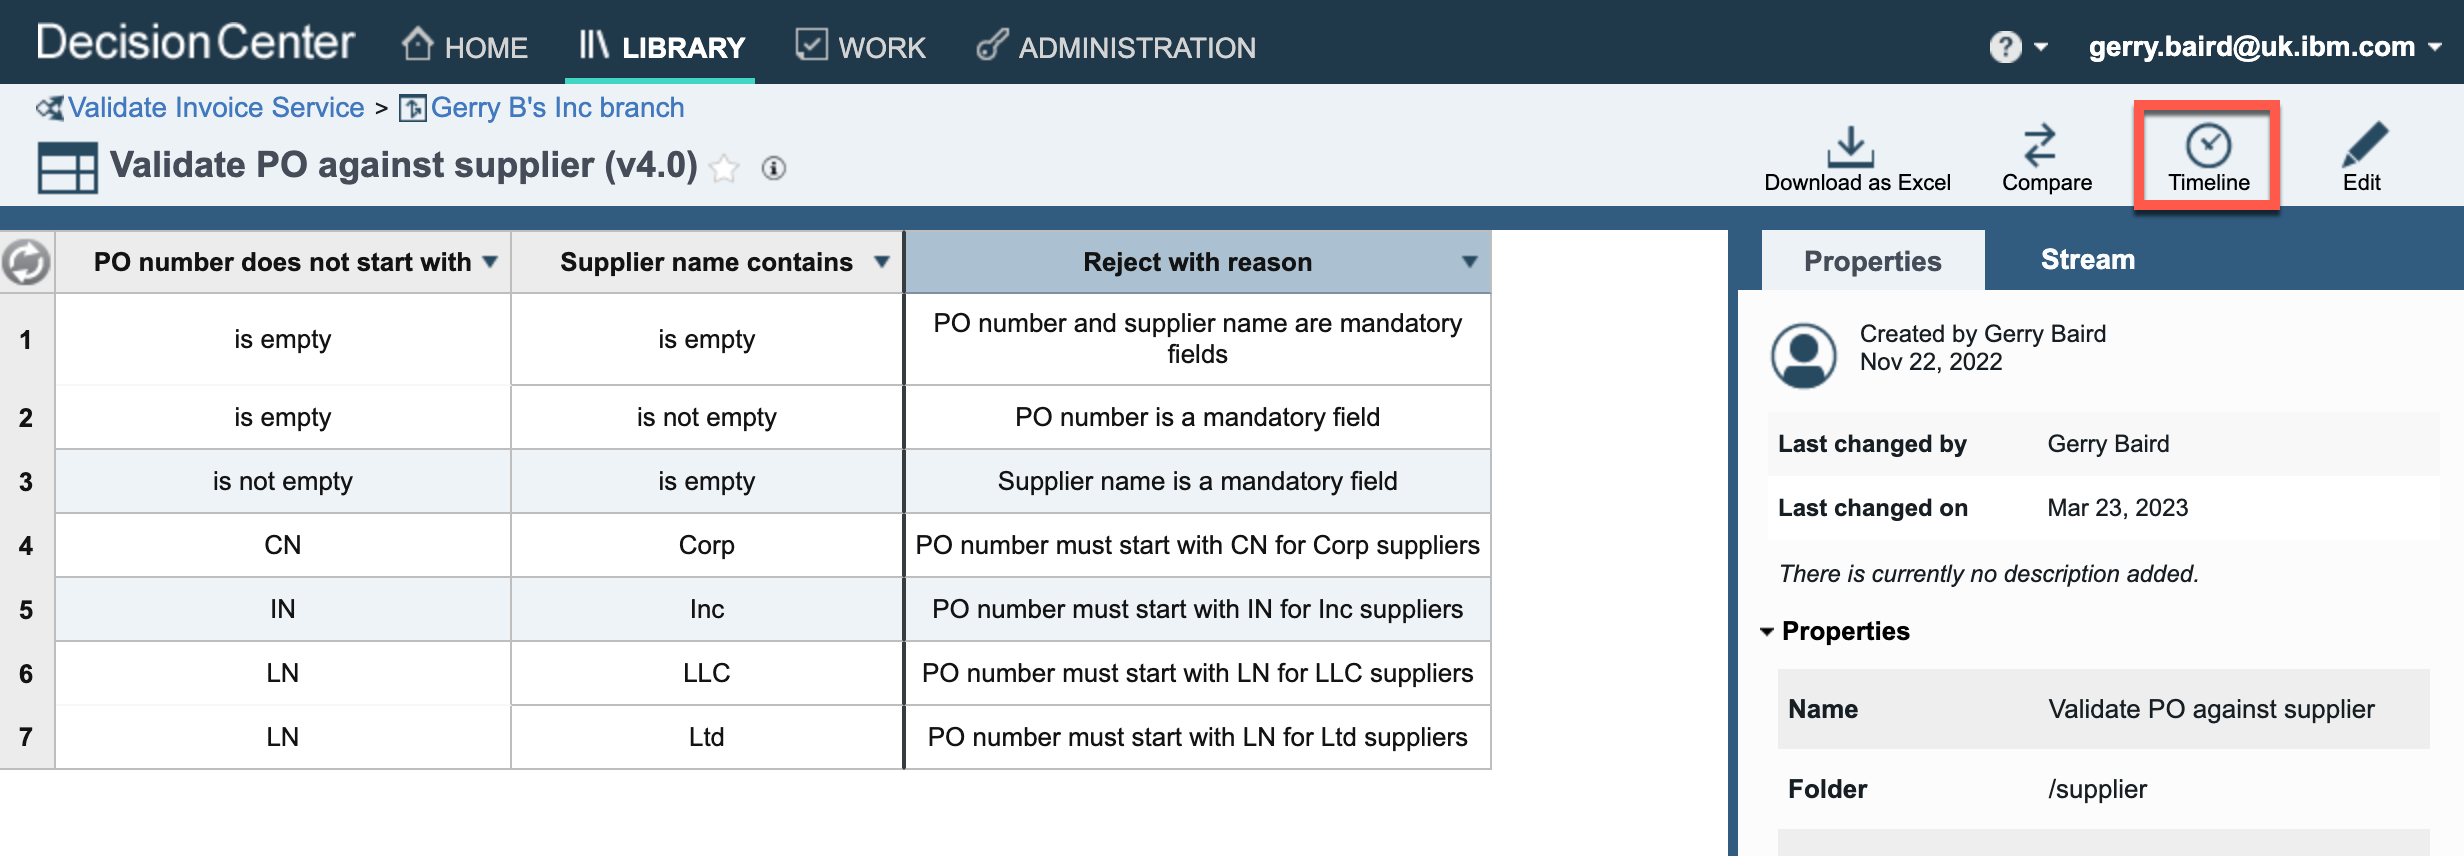 Decision Center HOME LIBRARY WORK ADMINISTRATION ? gerry.baird@uk.ibm.com
Validate Invoice Service > Gerry B's Inc branch
Validate PO against supplier (v4.0)
Download as Excel Compare Timeline Edit
PO number does not start with Supplier name contains Reject with reason
1 is empty is empty PO number and supplier name are mandatory
fields
2 is empty is not empty PO number is a mandatory field
3 is not empty is empty Supplier name is a mandatory field
4 CN Corp PO number must start with CN for Corp suppliers
5 IN Inc PO number must start with IN for Inc suppliers
6 LN LLC PO number must start with LN for LLC suppliers
7 LN Ltd PO number must start with LN for Ltd suppliers
Properties Stream
Created by Gerry Baird
Nov 22, 2022
Last changed by Gerry Baird
Last changed on Mar 23, 2023
There is currently no description added.
Properties
Name Validate PO against supplier
Folder /supplier